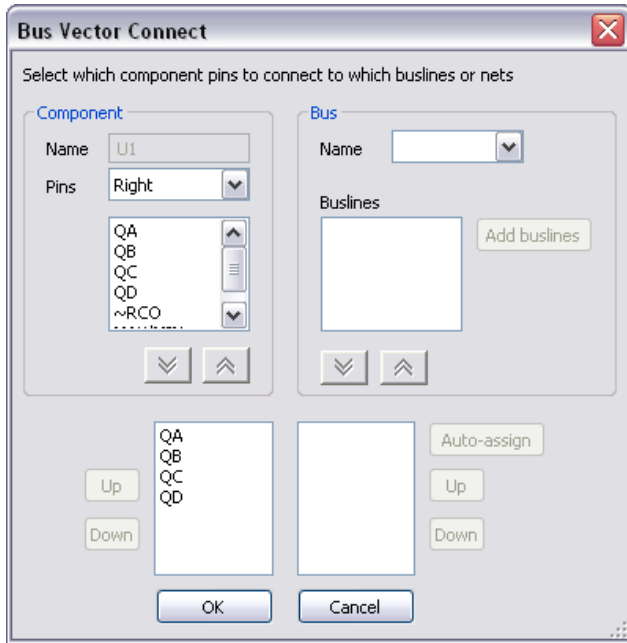 Bus Vector Connect
Select which component pins to connect to which buslines or nets
Component
Name U1
Pins Right
QA
QB
QC
QD
~RCO
Bus
Name
Buslines
Add buslines
QA
QB
QC
QD
Up
Down
Auto-assign
Up
Down
OK
Cancel